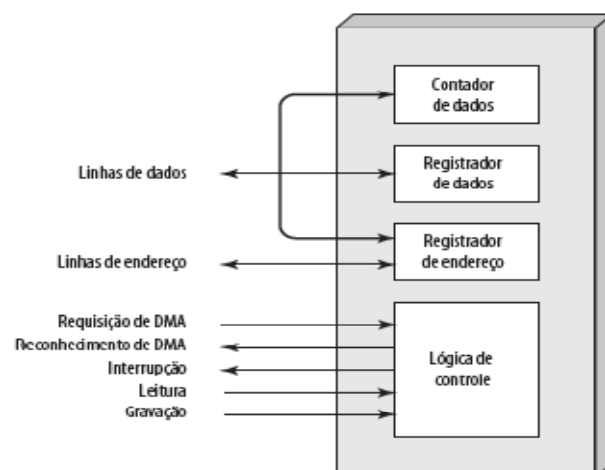 Contador
de dados
Linhas de dados
Registrador
de dados
Linhas de endereço
Registrador
de endereço
Requisição de DMA
Reconhecimento de DMA
Interrupção
Leitura
Gravação
Lógica de
controle